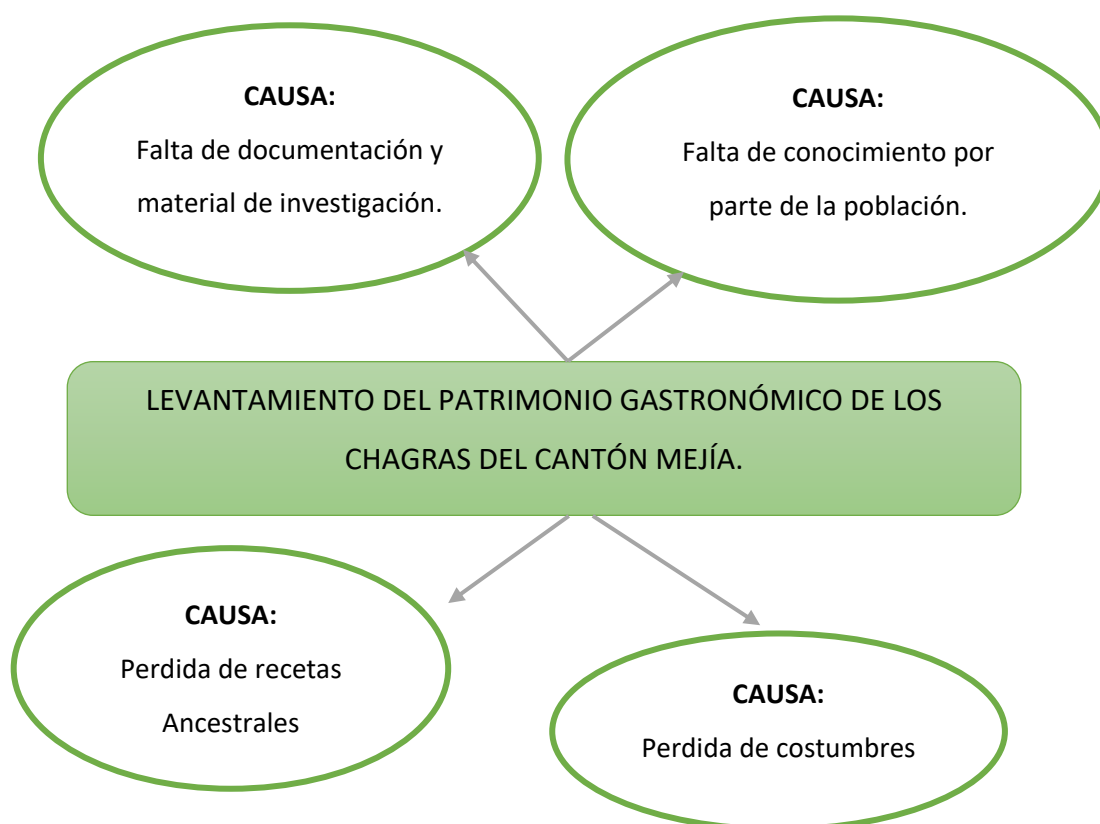 CAUSA:
Falta de documentación y
material de investigación.
CAUSA:
Falta de conocimiento por
parte de la población.
LEVANTAMIENTO DEL PATRIMONIO GASTRONÓMICO DE LOS
CHAGRAS DEL CANTÓN MEJÍA.
CAUSA:
Perdida de recetas
Ancestrales
CAUSA:
Perdida de costumbres